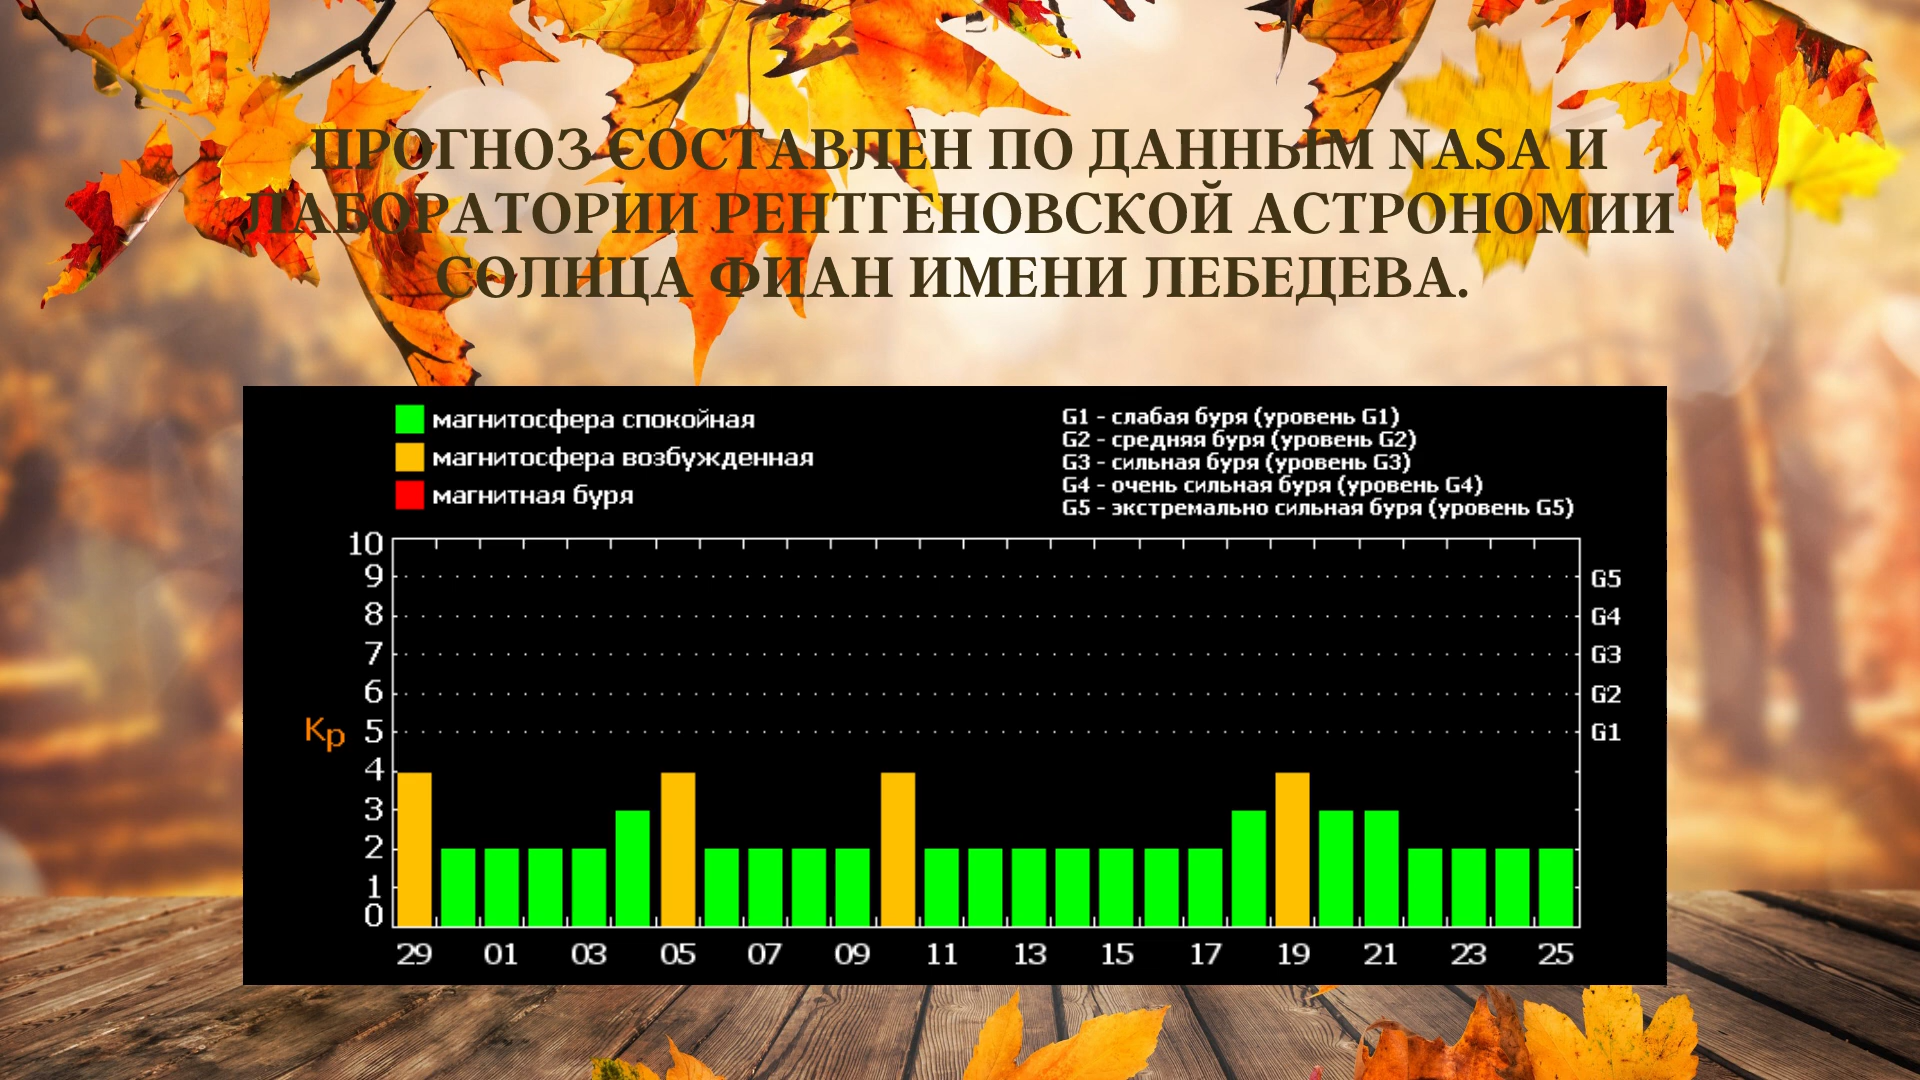 ПРОГНОЗ СОСТАВЛЕН ПО ДАННЫМ NASA И
ЛАБОРАТОРИИ РЕНТГЕНОВСКОЙ АСТРОНОМИИ
СОЛНЦА ФИАН ИМЕНИ ЛЕБЕДЕВА.
магнитосфера спокойная
магнитосфера возбужденная
магнитная буря
G1 - слабая буря (уровень G1)
G2 - средняя буря (уровень G2)
G3 - сильная буря (уровень G3)
G4 - очень сильная буря (уровень G4)
G5 - экстремально сильная буря (уровень G5)
10
9 G5
8 G4
7 G3
6 G2
Kp 5 G1
4
3
2
1
0
29 01 03 05 07 09 11 13 15 17 19 21 23 25